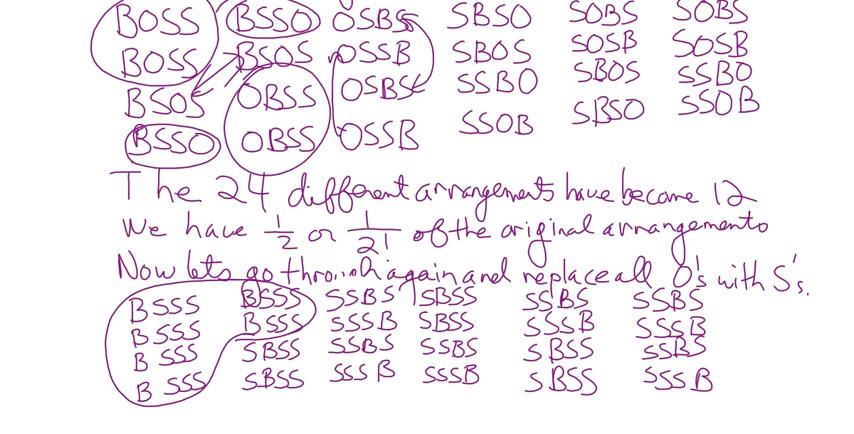 BOSS BSSO OSBS SBSO SOBS SOBS
BOSS BSOS OSSB SBOS SOSB SOSB
BSOS OBSS OSBS SSBO SBOS SSBO
BSSO OBSS OSSB SSOB SBSO SSOB
The 24 different arrangements have become 12
We have 1/2 or 1/2! of the original arrangements
Now lets go through again and replace all O's with S's.
BSSS BSSS SSBS SBSS SSBS SSBS
BSSS BSSS SSSB SBSS SSSB SSSB
BSSS SBSS SSBS SSBS SBSS SSBS
BSSS SBSS SSSB SSSB SBSS SSSB